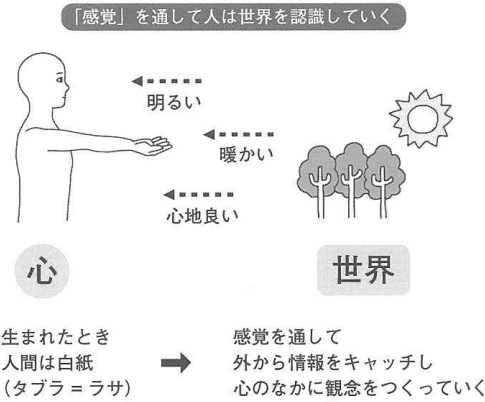 「感覚」を通して人は世界を認識していく
明るい
暖かい
心地良い
心
世界
生まれたとき
人間は白紙
（タブラ＝ラサ）
感覚を通して
外から情報をキャッチし
心のなかに観念をつくっていく